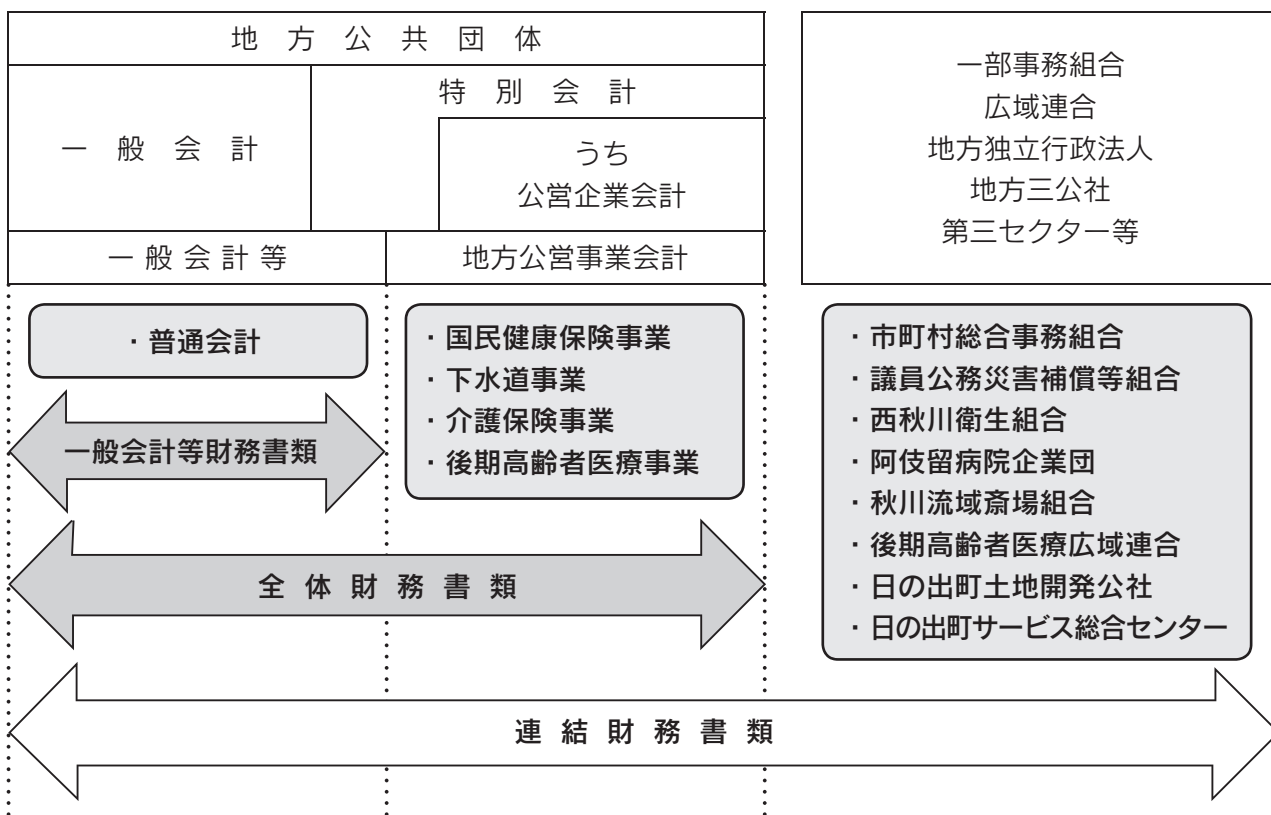 地方公共団体
一般会計
特別会計
うち
公営企業会計
一般会計等
地方公営事業会計
一部事務組合
広域連合
地方独立行政法人
地方三公社
第三セクター等
・普通会計
・国民健康保険事業
・下水道事業
・介護保険事業
・後期高齢者医療事業
・市町村総合事務組合
・議員公務災害補償等組合
・西秋川衛生組合
・阿伎留病院企業団
・秋川流域斎場組合
・後期高齢者医療広域連合
・日の出町土地開発公社
・日の出町サービス総合センター
一般会計等財務書類
全体財務書類
連結財務書類